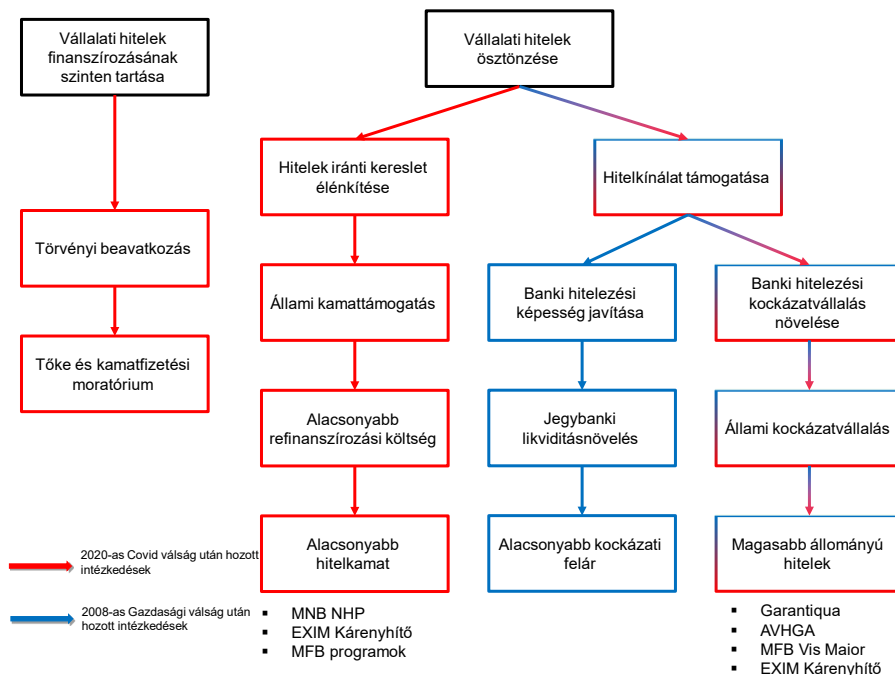 Vállalati hitelek
finanszírozásának
szinten tartása
Vállalati hitelek
ösztönzése
Hitelek iránti kereslet
élénkítése
Hitelkínálat támogatása
Törvényi beavatkozás
Állami kamattámogatás
Banki hitelezési
képesség javítása
Banki hitelezési
kockázatvállalás
növelése
Tőke és kamatfizetési
moratórium
Alacsonyabb
refinanszírozási költség
Jegybanki
likviditásnövelés
Állami kockázatvállalás
Alacsonyabb
hitelkamat
Alacsonyabb kockázati
felár
Magasabb állományú
hitelek
2020-as Covid válság után hozott
intézkedések
2008-as Gazdasági válság után
hozott intézkedések
▪ MNB NHP
▪ EXIM Kárenyhítő
▪ MFB programok
▪ Garantiqua
▪ AVHGA
▪ MFB Vis Maior
▪ EXIM Kárenyhítő